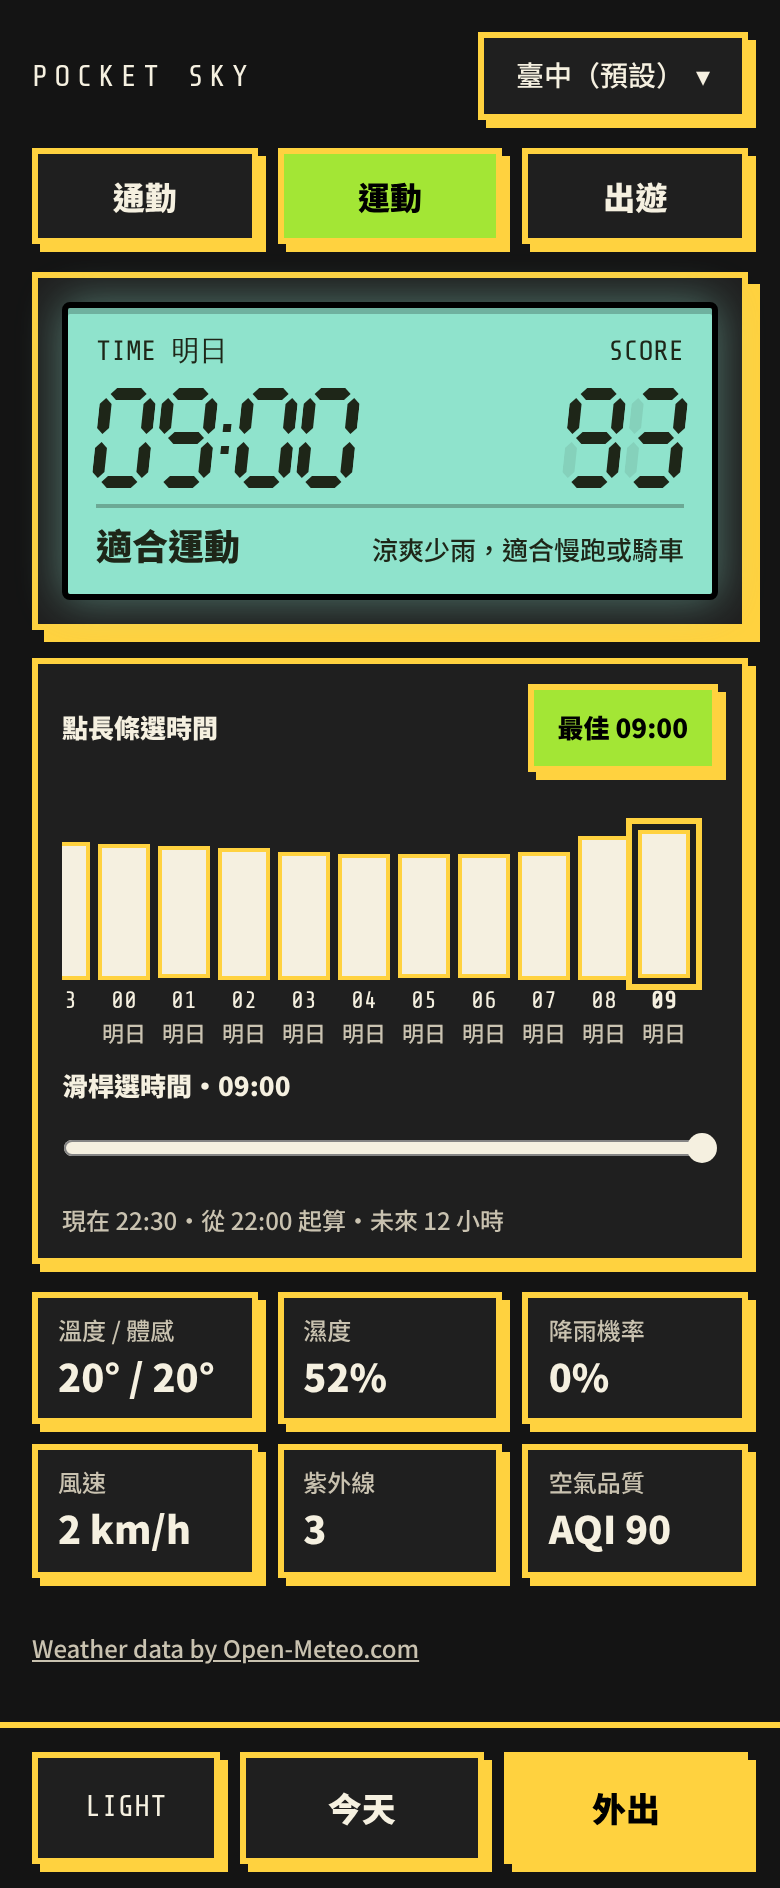 POCKET SKY
臺中（預設） ▼
通勤 運動 出遊
TIME 明日 SCORE
09:00 93
適合運動 涼爽少雨，適合慢跑或騎車
點長條選時間 最佳 09:00
3 00 01 02 03 04 05 06 07 08 09
明日 明日 明日 明日 明日 明日 明日 明日 明日 明日
滑桿選時間・09:00
現在 22:30・從 22:00 起算・未來 12 小時
溫度 / 體感 濕度 降雨機率
20° / 20° 52% 0%
風速 紫外線 空氣品質
2 km/h 3 AQI 90
Weather data by Open-Meteo.com
LIGHT 今天 外出